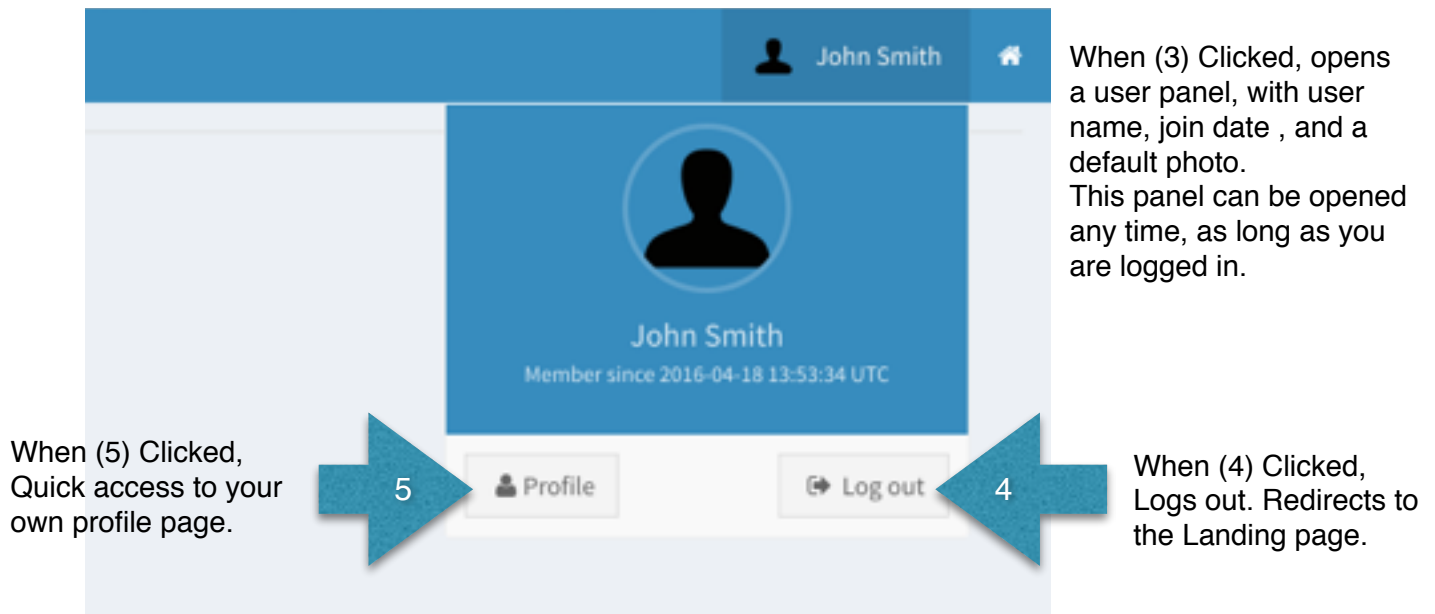 John Smith
When (3) Clicked, opens
a user panel, with user
name, join date , and a
default photo.
This panel can be opened
any time, as long as you
are logged in.
John Smith
Member since 2016-04-18 13:53:34 UTC
When (5) Clicked,
Quick access to your
own profile page.
5
Profile
Log out
4
When (4) Clicked,
Logs out. Redirects to
the Landing page.